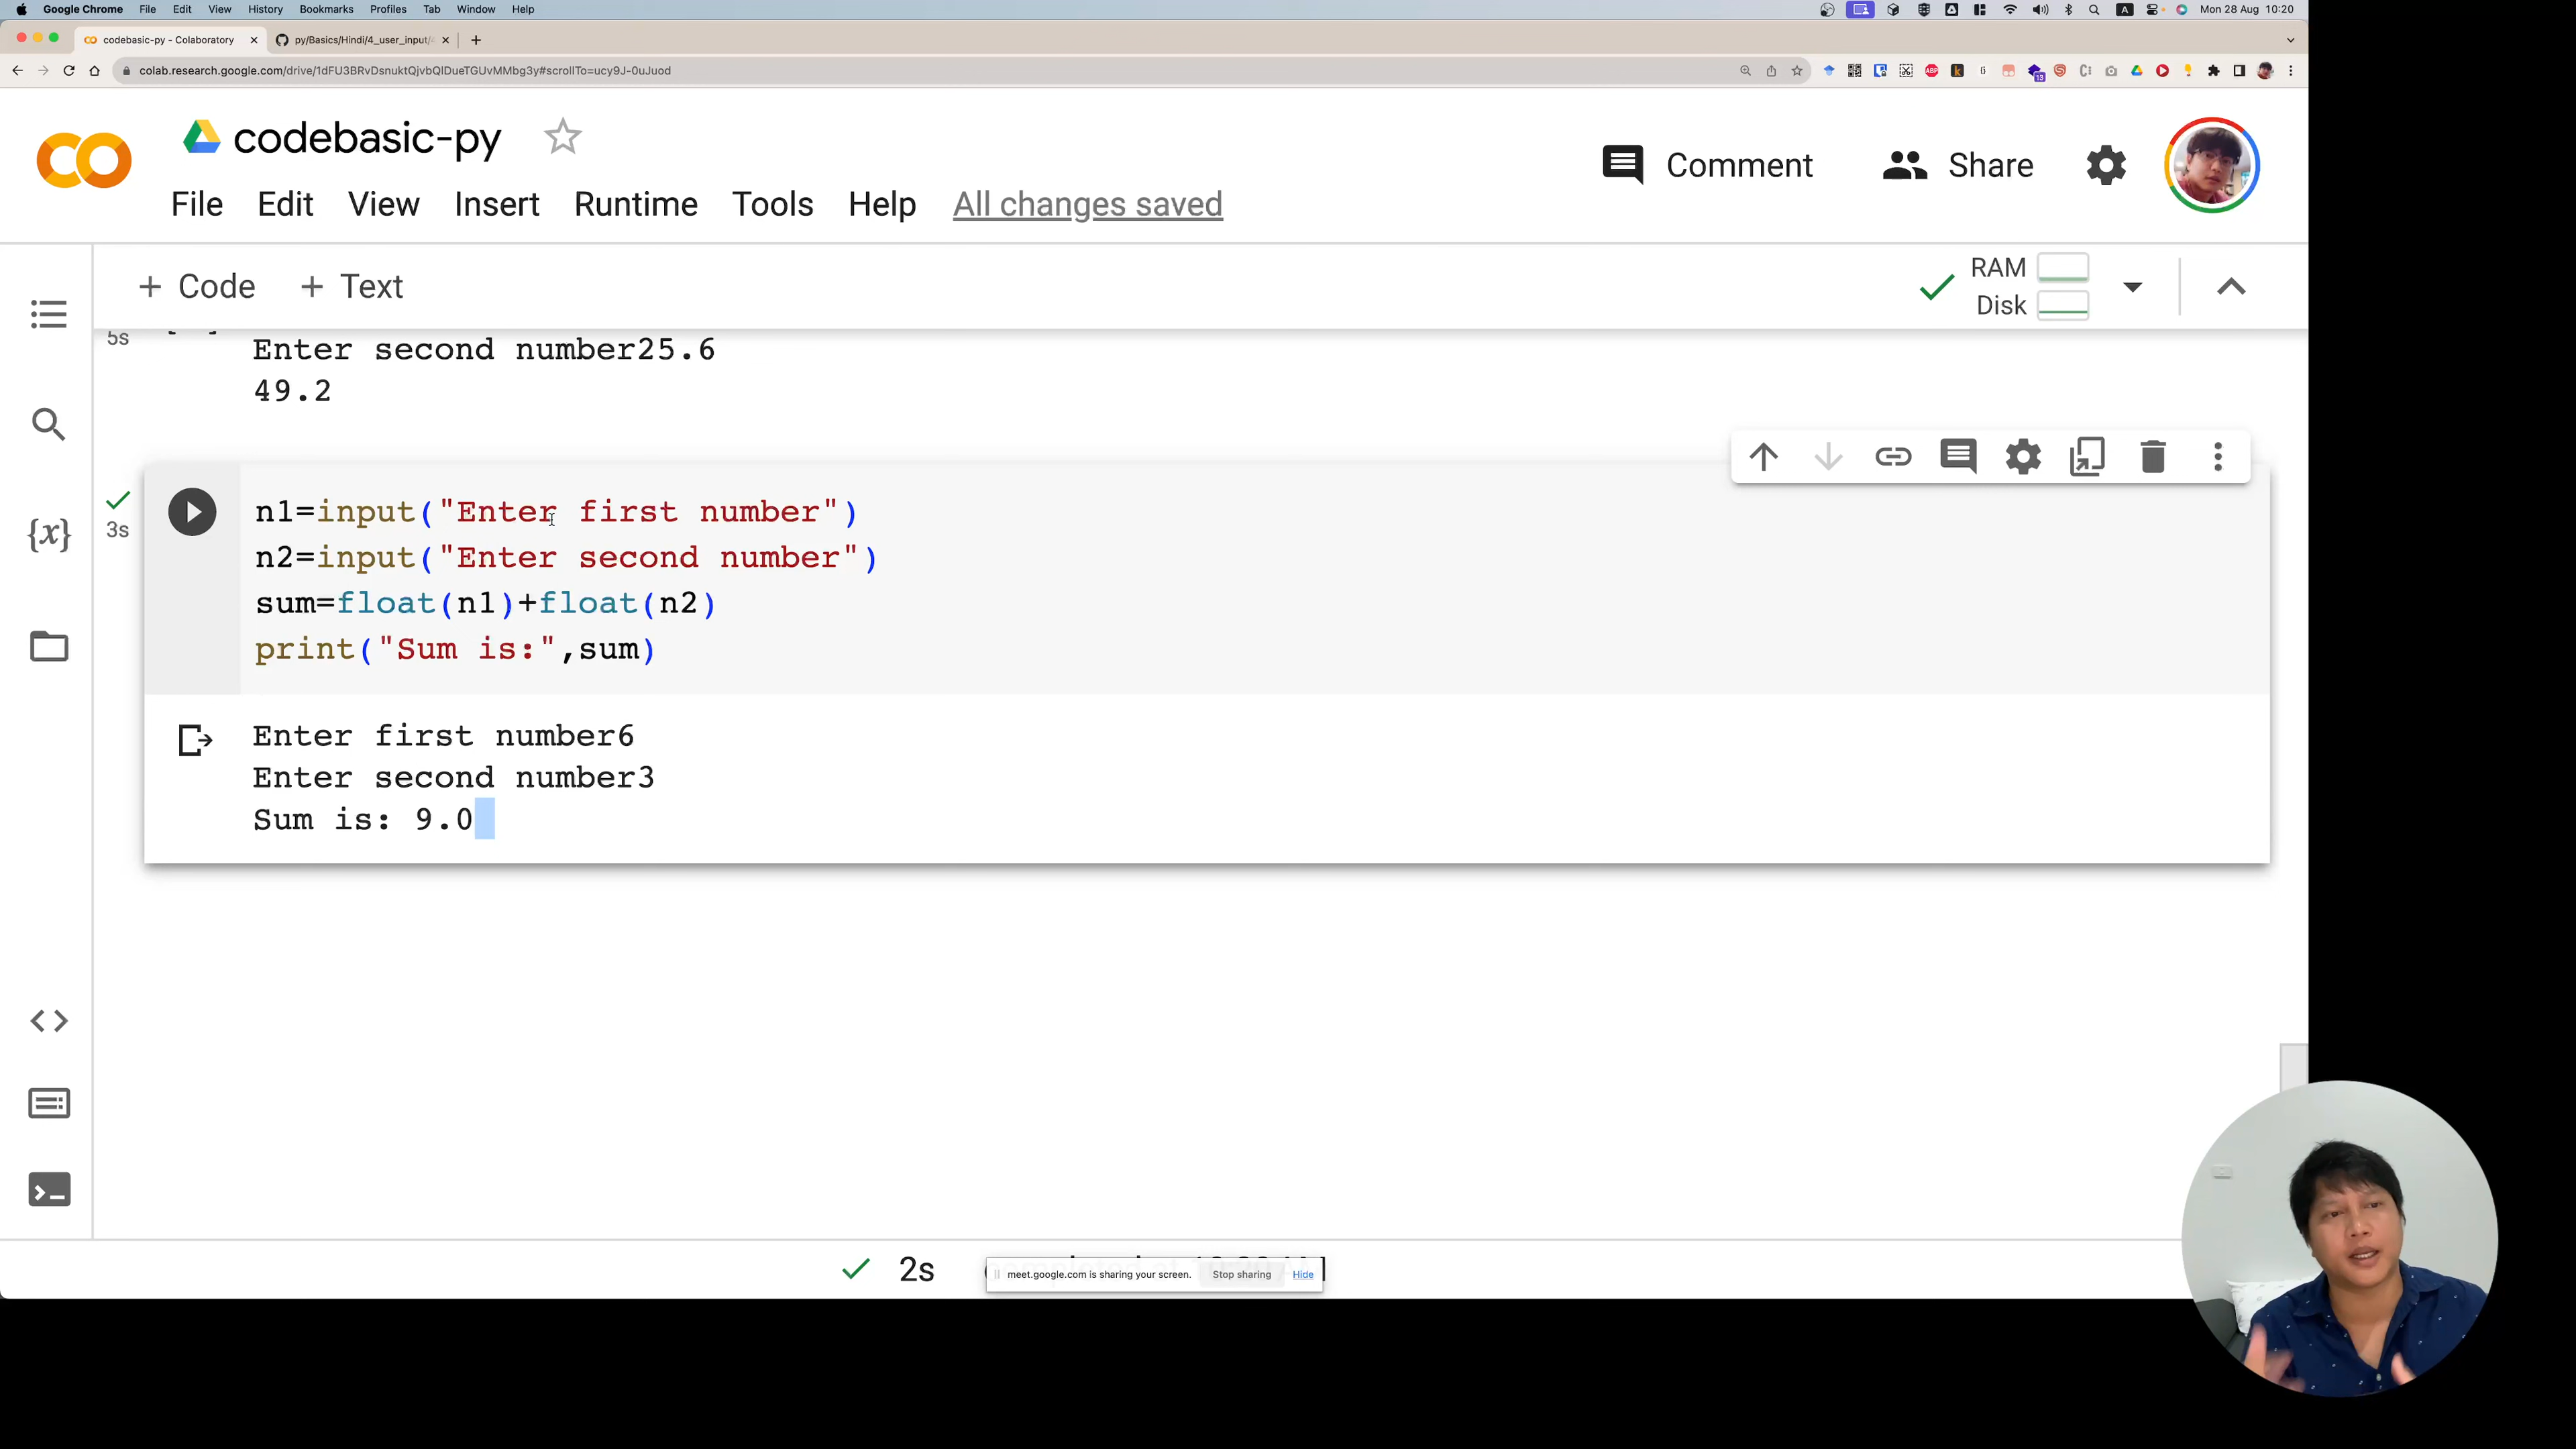 Google Chrome File Edit View History Bookmarks Profiles Tab Window Help
A Mon 28 Aug 10:20
codebasic-py - Colaboratory
py/Basics/Hindi/4_user_input/
colab.research.google.com/drive/1dFU3BRvDsnuktQjvbQlDueTGUvMMbg3y#scrollTo=ucy9J-0uJuod
ABP
13
codebasic-py
Comment
Share
File Edit View Insert Runtime Tools Help All changes saved
+ Code + Text
RAM
Disk
5s
Enter second number25.6
49.2
3s
n1=input("Enter first number")
n2=input("Enter second number")
sum=float(n1)+float(n2)
print("Sum is:",sum)
{x}
Enter first number6
Enter second number3
Sum is: 9.0
2s
meet.google.com is sharing your screen. Stop sharing Hide